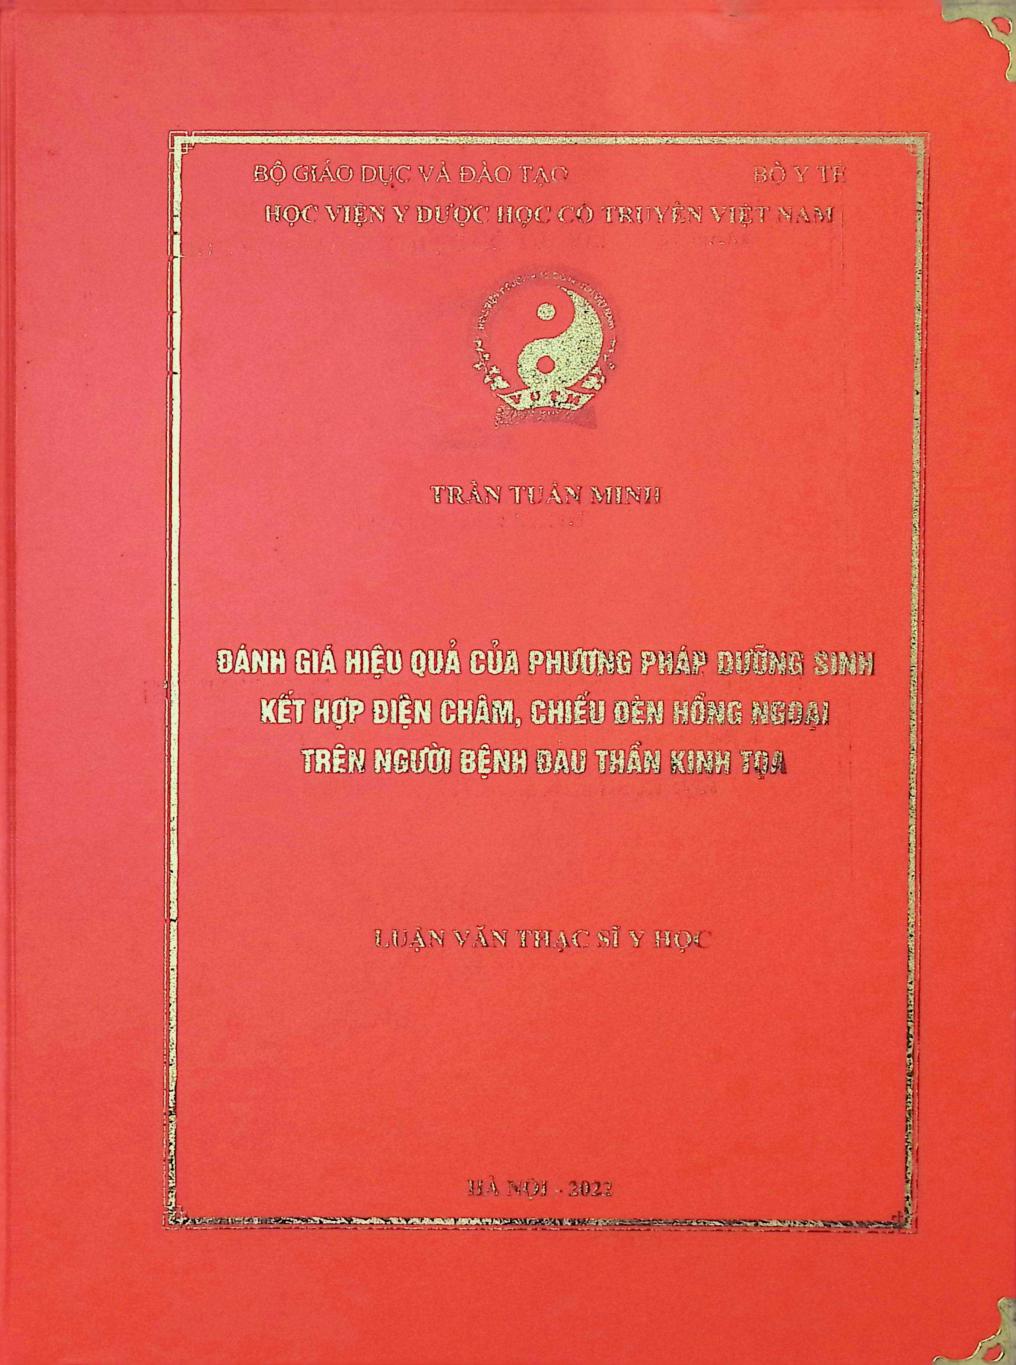 BỘ GIÁO DỤC VÀ ĐÀO TẠO BỘ Y TẾ
HỌC VIỆN Y DƯỢC HỌC CỔ TRUYỀN VIỆT NAM
VUTM
TRẦN TUẤN MINH
ĐÁNH GIÁ HIỆU QUẢ CỦA PHƯƠNG PHÁP DƯỠNG SINH
KẾT HỢP ĐIỆN CHÂM, CHIẾU ĐÈN HỒNG NGOẠI
TRÊN NGƯỜI BỆNH ĐAU THẦN KINH TỌA
LUẬN VĂN THẠC SĨ Y HỌC
HÀ NỘI - 2022